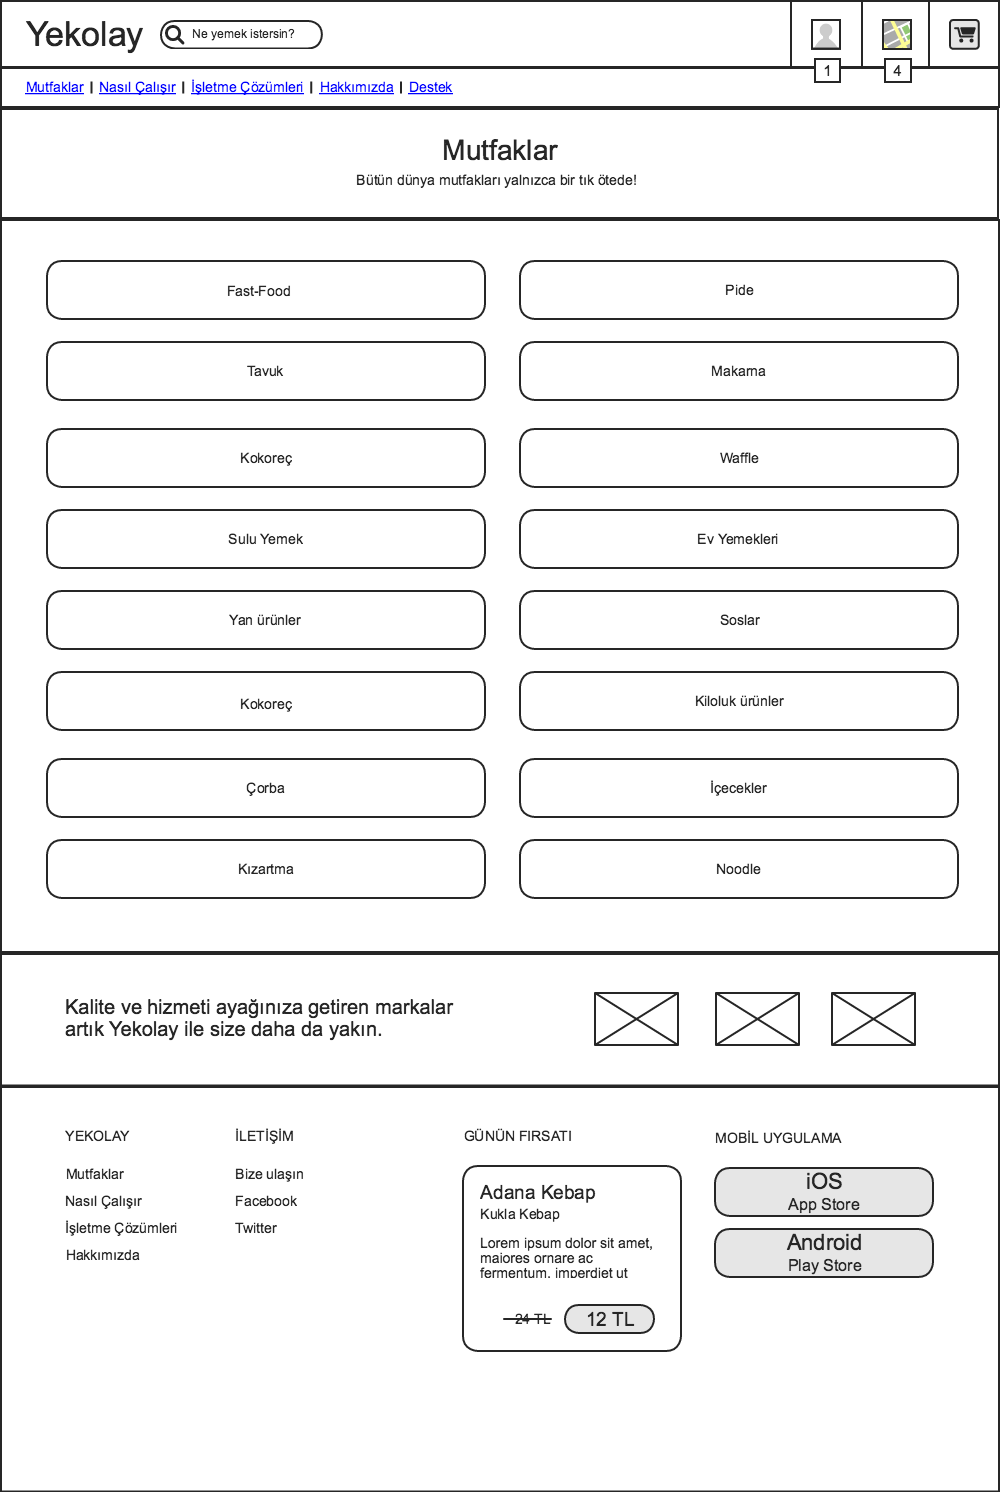 Yekolay
Ne yemek istersin?
1
4
Mutfaklar | Nasıl Çalışır | İşletme Çözümleri | Hakkımızda | Destek
Mutfaklar
Bütün dünya mutfakları yalnızca bir tık ötede!
Fast-Food
Pide
Tavuk
Makarna
Kokoreç
Waffle
Sulu Yemek
Ev Yemekleri
Yan ürünler
Soslar
Kokoreç
Kiloluk ürünler
Çorba
İçecekler
Kızartma
Noodle
Kalite ve hizmeti ayağınıza getiren markalar
artık Yekolay ile size daha da yakın.
YEKOLAY
Mutfaklar
Nasıl Çalışır
İşletme Çözümleri
Hakkımızda
İLETİŞİM
Bize ulaşın
Facebook
Twitter
GÜNÜN FIRSATI
Adana Kebap
Kukla Kebap
Lorem ipsum dolor sit amet,
maiores ornare ac
fermentum, imperdiet ut
24 TL
12 TL
MOBİL UYGULAMA
iOS
App Store
Android
Play Store